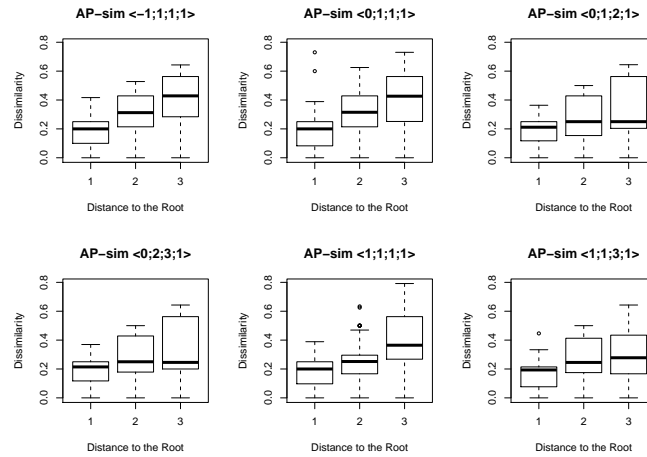 AP-sim <-1;1;1;1>
Dissimilarity
0.0 0.2 0.4 0.6 0.8
1 2 3
Distance to the Root
AP-sim <0;1;1;1>
Dissimilarity
0.0 0.2 0.4 0.6 0.8
1 2 3
Distance to the Root
AP-sim <0;1;2;1>
Dissimilarity
0.0 0.2 0.4 0.6 0.8
1 2 3
Distance to the Root
AP-sim <0;2;3;1>
Dissimilarity
0.0 0.2 0.4 0.6 0.8
1 2 3
Distance to the Root
AP-sim <1;1;1;1>
Dissimilarity
0.0 0.2 0.4 0.6 0.8
1 2 3
Distance to the Root
AP-sim <1;1;3;1>
Dissimilarity
0.0 0.2 0.4 0.6 0.8
1 2 3
Distance to the Root